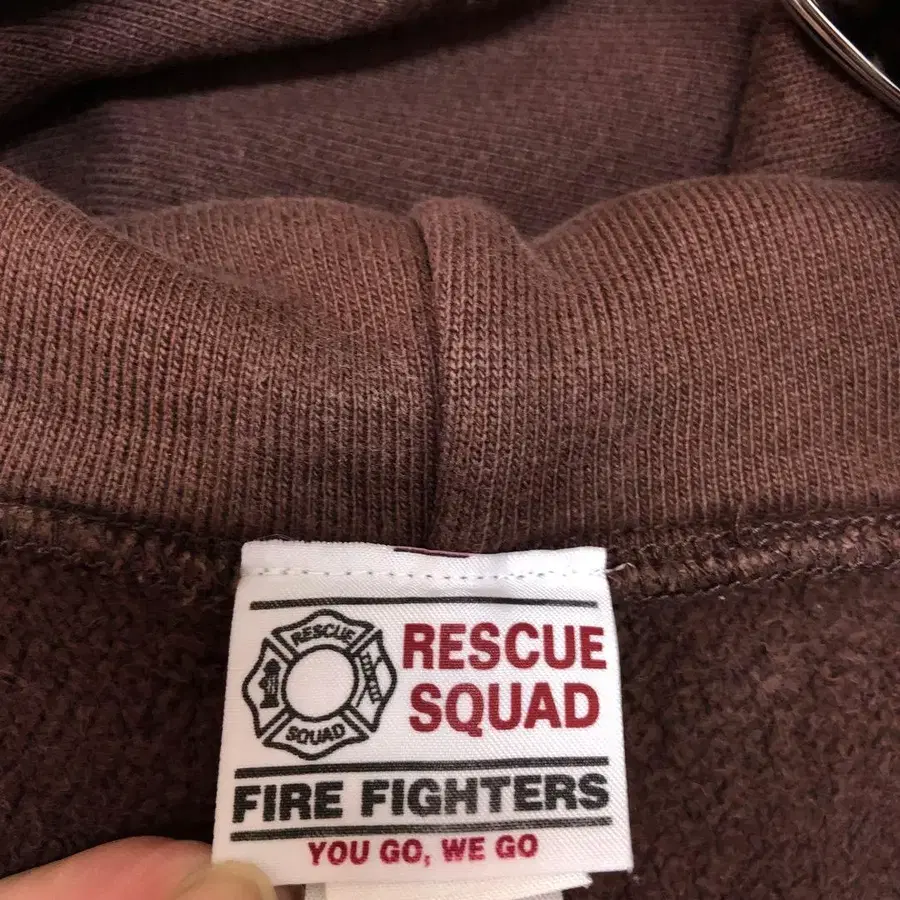 RESCUE
SQUAD
RESCUE
SQUAD
FIRE FIGHTERS
YOU GO, WE GO